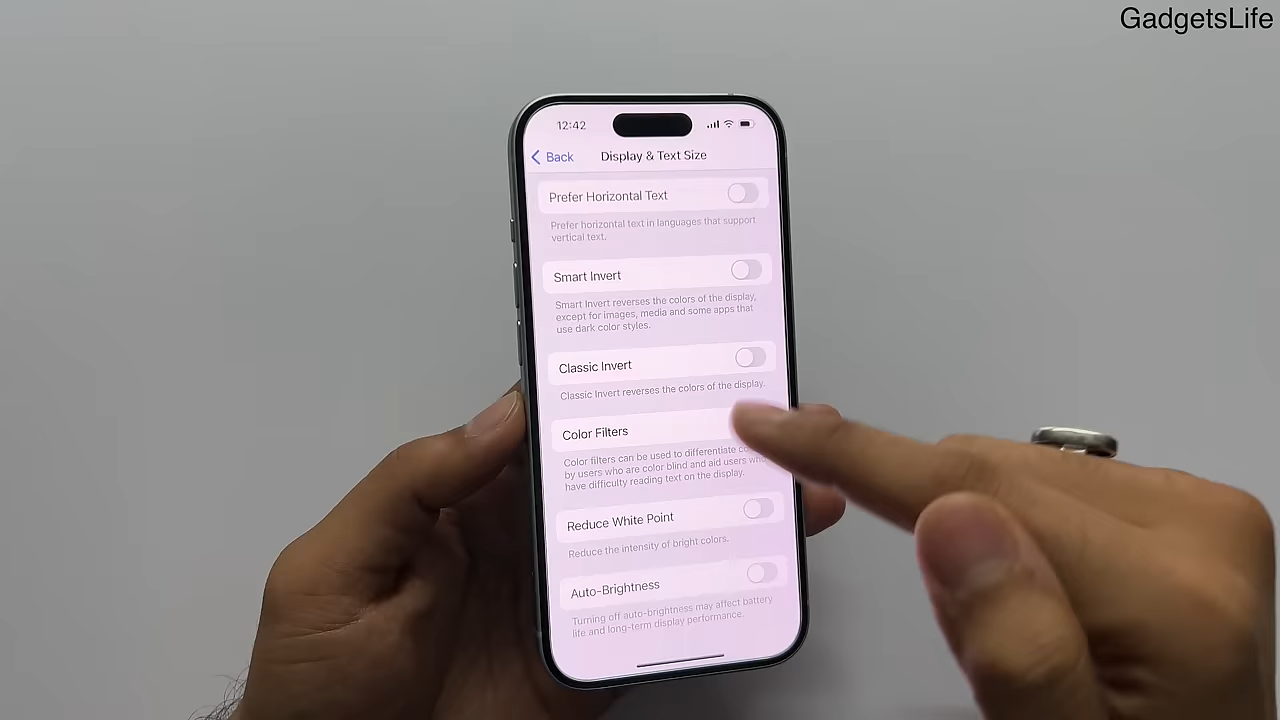 GadgetsLife
12:42
Back
Display & Text Size
Prefer Horizontal Text
Prefer horizontal text in languages that support
vertical text.
Smart Invert
Smart Invert reverses the colors of the display,
except for images, media and some apps that
use dark color styles.
Classic Invert
Classic Invert reverses the colors of the display.
Color Filters
Color filters can be used to differentiate
by users who are color blind and aid users
have difficulty reading text on the display.
Reduce White Point
Reduce the intensity of bright colors.
Auto-Brightness
Turning off auto-brightness may affect battery
life and long-term display performance.